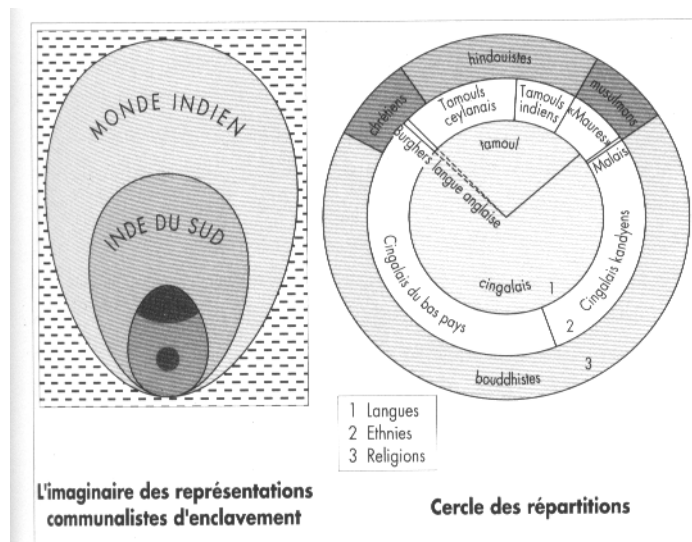 MONDE INDIEN
INDE DU SUD
L'imaginaire des représentations
communalistes d'enclavement
hindouistes
chrétiens
musulmans
Tamouls
ceylanais
Tamouls
indiens
«Maures»
Malais
Burghers langue anglaise
tamoul
cingalais 1
Cingalais du bas pays
2 Cingalais kandyens
bouddhistes 3
1 Langues
2 Ethnies
3 Religions
Cercle des répartitions